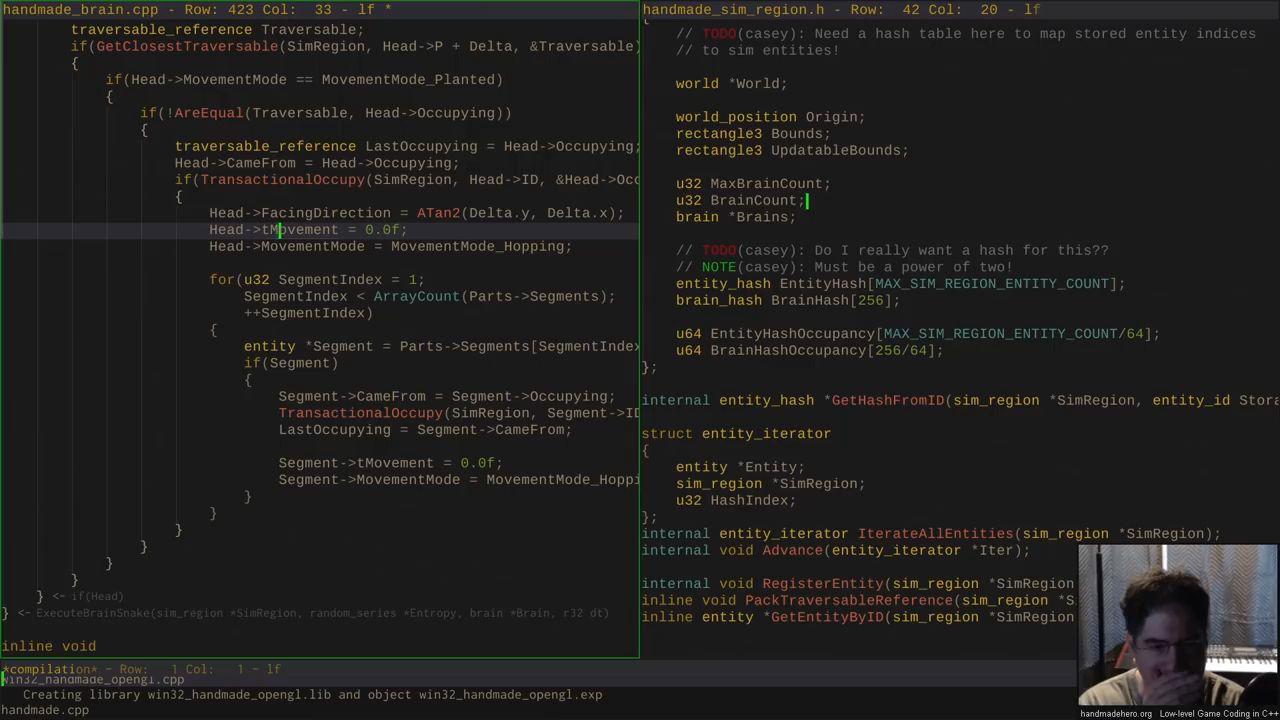 handmade_brain.cpp - Row: 423 Col:  33 - lf *
traversable_reference Traversable;
if(GetClosestTraversable(SimRegion, Head->P + Delta, &Traversable)
{
if(Head->MovementMode == MovementMode_Planted)
{
if(!AreEqual(Traversable, Head->Occupying))
{
traversable_reference LastOccupying = Head->Occupying;
Head->CameFrom = Head->Occupying;
if(TransactionalOccupy(SimRegion, Head->ID, &Head->Occ
{
Head->FacingDirection = ATan2(Delta.y, Delta.x);
Head->tMovement = 0.0f;
Head->MovementMode = MovementMode_Hopping;
for(u32 SegmentIndex = 1;
SegmentIndex < ArrayCount(Parts->Segments);
++SegmentIndex)
{
entity *Segment = Parts->Segments[SegmentIndex
if(Segment)
{
Segment->CameFrom = Segment->Occupying;
TransactionalOccupy(SimRegion, Segment->ID
LastOccupying = Segment->CameFrom;
Segment->tMovement = 0.0f;
Segment->MovementMode = MovementMode_Hoppi
}
}
}
}
}
}
} <- if(Head)
} <- ExecuteBrainSnake(sim_region *SimRegion, random_series *Entropy, brain *Brain, r32 dt)
inline void
handmade_sim_region.h - Row:  42 Col:  20 - lf
{
// TODO(casey): Need a hash table here to map stored entity indices
// to sim entities!
world *World;
world_position Origin;
rectangle3 Bounds;
rectangle3 UpdatableBounds;
u32 MaxBrainCount;
u32 BrainCount;
brain *Brains;
// TODO(casey): Do I really want a hash for this??
// NOTE(casey): Must be a power of two!
entity_hash EntityHash[MAX_SIM_REGION_ENTITY_COUNT];
brain_hash BrainHash[256];
u64 EntityHashOccupancy[MAX_SIM_REGION_ENTITY_COUNT/64];
u64 BrainHashOccupancy[256/64];
};
internal entity_hash *GetHashFromID(sim_region *SimRegion, entity_id Stora
struct entity_iterator
{
entity *Entity;
sim_region *SimRegion;
u32 HashIndex;
};
internal entity_iterator IterateAllEntities(sim_region *SimRegion);
internal void Advance(entity_iterator *Iter);
internal void RegisterEntity(sim_region *SimRegion
inline void PackTraversableReference(sim_region *S
inline entity *GetEntityByID(sim_region *SimRegion
*compilation* - Row:   1 Col:   1 - lf
win32_handmade_opengl.cpp
Creating library win32_handmade_opengl.lib and object win32_handmade_opengl.exp
handmade.cpp
handmadehero.org | Low-level Game Coding in C++